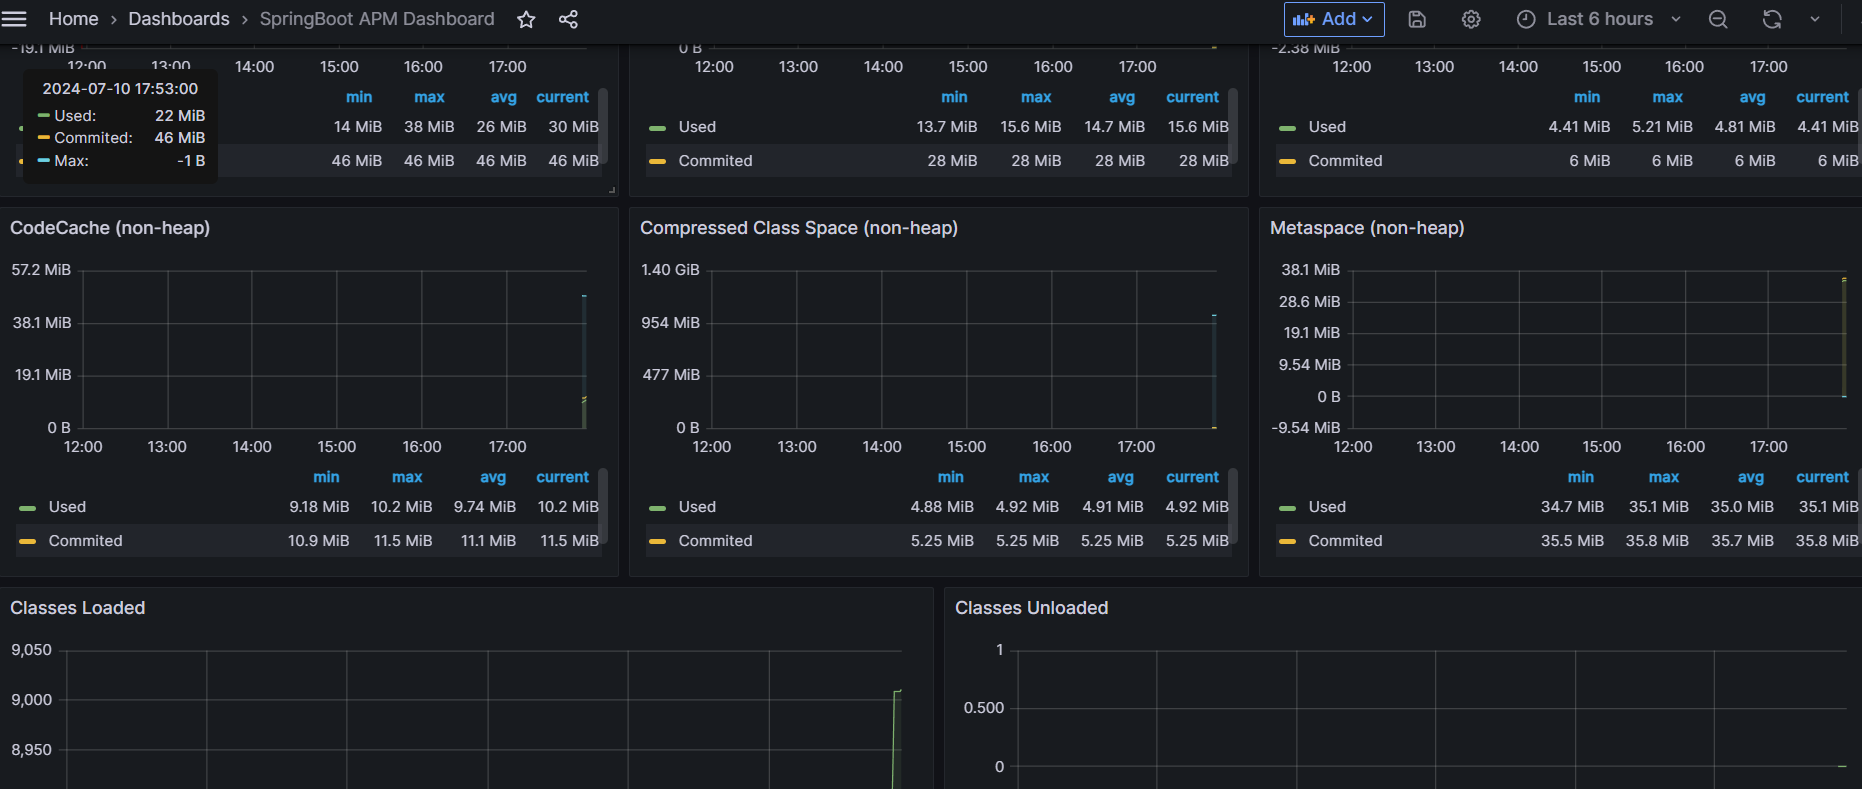 Home › Dashboards › SpringBoot APM Dashboard Add Last 6 hours
-19.1 MiB 0 B -2.38 MiB
12:00 13:00 14:00 15:00 16:00 17:00 12:00 13:00 14:00 15:00 16:00 17:00 12:00 13:00 14:00 15:00 16:00 17:00
2024-07-10 17:53:00
Used: 22 MiB
Commited: 46 MiB
Max: -1 B
min max avg current
14 MiB 38 MiB 26 MiB 30 MiB
46 MiB 46 MiB 46 MiB 46 MiB
min max avg current
Used 13.7 MiB 15.6 MiB 14.7 MiB 15.6 MiB
Commited 28 MiB 28 MiB 28 MiB 28 MiB
min max avg current
Used 4.41 MiB 5.21 MiB 4.81 MiB 4.41 MiB
Commited 6 MiB 6 MiB 6 MiB 6 MiB
CodeCache (non-heap)
57.2 MiB
38.1 MiB
19.1 MiB
0 B
12:00 13:00 14:00 15:00 16:00 17:00
min max avg current
Used 9.18 MiB 10.2 MiB 9.74 MiB 10.2 MiB
Commited 10.9 MiB 11.5 MiB 11.1 MiB 11.5 MiB
Compressed Class Space (non-heap)
1.40 GiB
954 MiB
477 MiB
0 B
12:00 13:00 14:00 15:00 16:00 17:00
min max avg current
Used 4.88 MiB 4.92 MiB 4.91 MiB 4.92 MiB
Commited 5.25 MiB 5.25 MiB 5.25 MiB 5.25 MiB
Metaspace (non-heap)
38.1 MiB
28.6 MiB
19.1 MiB
9.54 MiB
0 B
-9.54 MiB
12:00 13:00 14:00 15:00 16:00 17:00
min max avg current
Used 34.7 MiB 35.1 MiB 35.0 MiB 35.1 MiB
Commited 35.5 MiB 35.8 MiB 35.7 MiB 35.8 MiB
Classes Loaded
9,050
9,000
8,950
Classes Unloaded
1
0.500
0